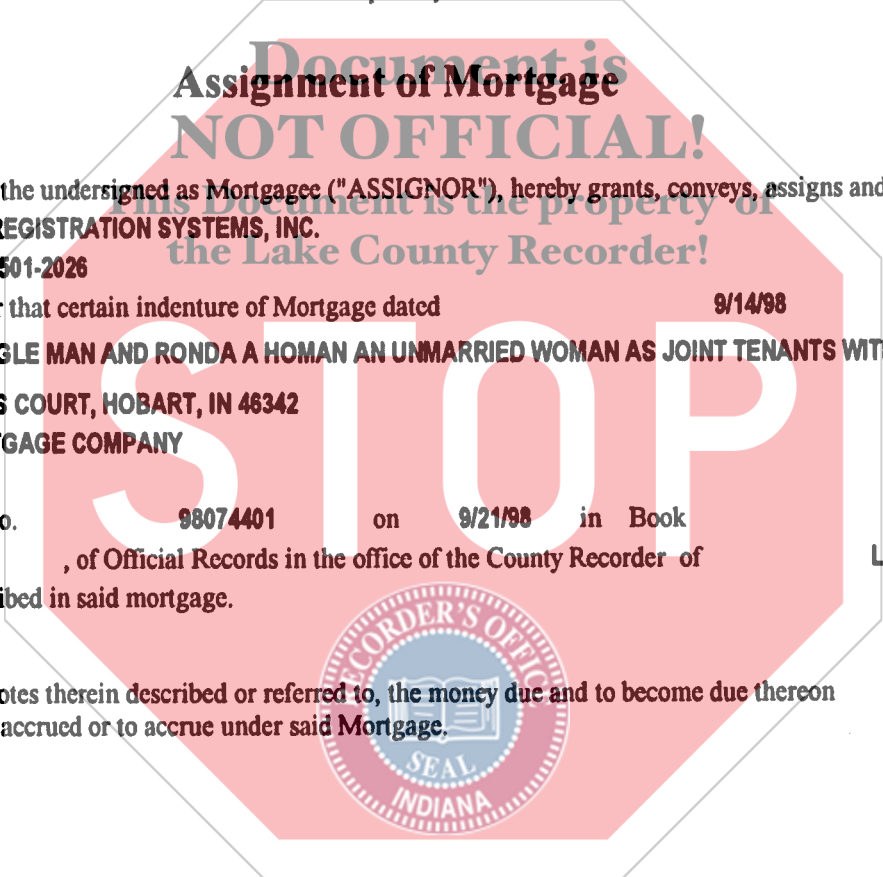 Document is
Assignment of Mortgage
NOT OFFICIAL!
the undersigned as Mortgagee ("ASSIGNOR"), hereby grants, conveys, assigns and
This Document is the property of
REGISTRATION SYSTEMS, INC.
the Lake County Recorder!
501-2026
that certain indenture of Mortgage dated 9/14/98
GLE MAN AND RONDA A HOMAN AN UNMARRIED WOMAN AS JOINT TENANTS WIT
S COURT, HOBART, IN 46342
GAGE COMPANY
STOP
o. 98074401 on 9/21/98 in Book
, of Official Records in the office of the County Recorder of L
ibed in said mortgage.
RECORDER'S OFFIC
otes therein described or referred to, the money due and to become due thereon
accrued or to accrue under said Mortgage.
SEAL
INDIANA